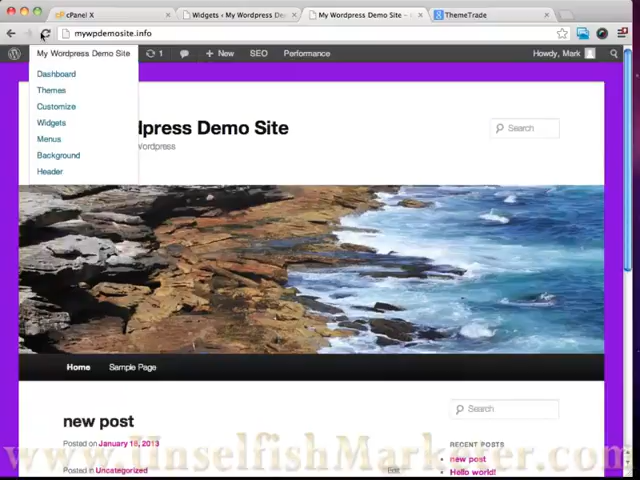 cPanel X
Widgets ‹ My Wordpress Dem
My Wordpress Demo Site –
ThemeTrade
mywpdemosite.info
My Wordpress Demo Site
1
New
SEO
Performance
Howdy, Mark
Dashboard
Themes
Customize
Widgets
Menus
Background
Header
dpress Demo Site
Wordpress
Search
Home
Sample Page
new post
Posted on January 18, 2013
Posted in Uncategorized
Edit
Search
RECENT POSTS
new post
Hello world!
www.UnselfishMarketer.com